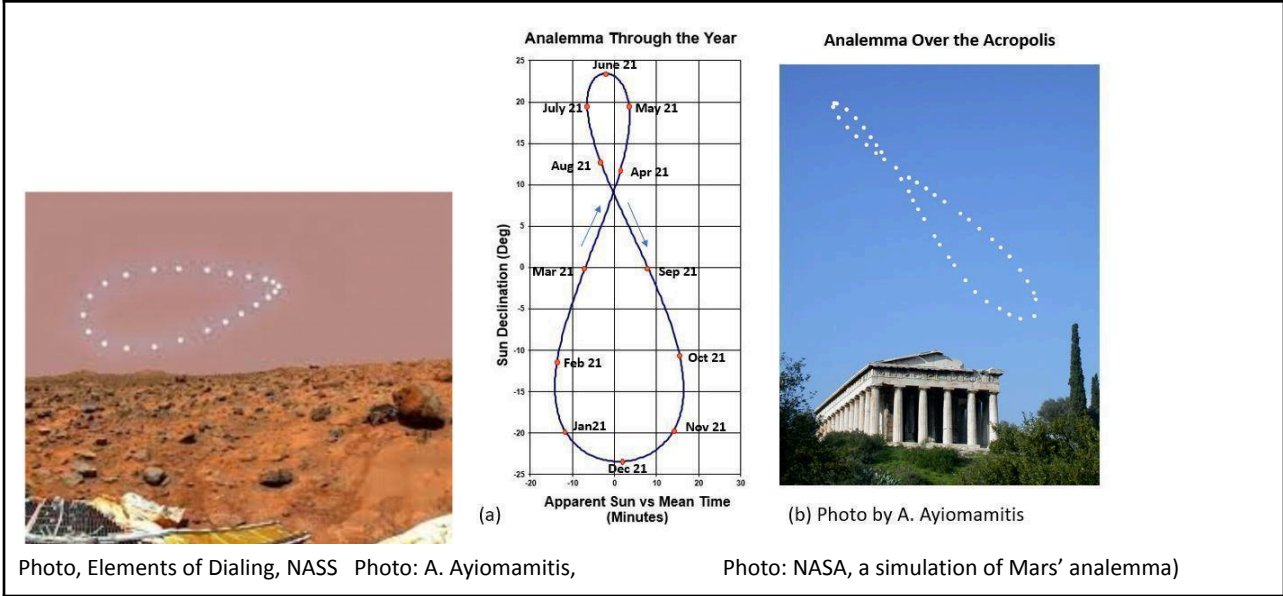 Analemma Through the Year
Analemma Over the Acropolis
25
20
15
10
5
0
-5
-10
-15
-20
-25
Sun Declination (Deg)
June 21
July 21
May 21
Aug 21
Apr 21
Mar 21
Sep 21
Feb 21
Oct 21
Jan21
Nov 21
Dec 21
-20 -10 0 10 20 30
Apparent Sun vs Mean Time
(Minutes)
(a)
(b) Photo by A. Ayiomamitis
Photo, Elements of Dialing, NASS Photo: A. Ayiomamitis, Photo: NASA, a simulation of Mars’ analemma)